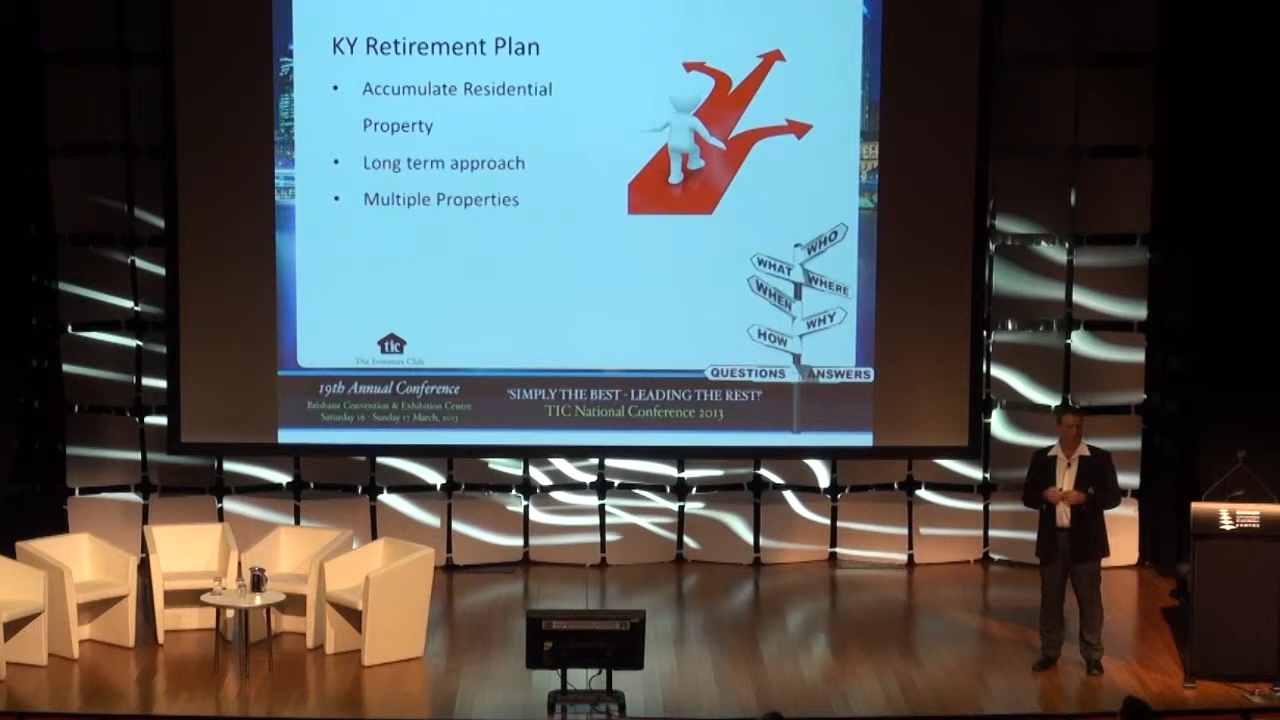 KY Retirement Plan
• Accumulate Residential
Property
• Long term approach
• Multiple Properties
WHO
WHAT
WHERE
WHEN
WHY
HOW
QUESTIONS ANSWERS
tic
The Investors Club
19th Annual Conference
Brisbane Convention & Exhibition Centre
Saturday 16 - Sunday 17 March, 2013
'SIMPLY THE BEST - LEADING THE REST!'
TIC National Conference 2013